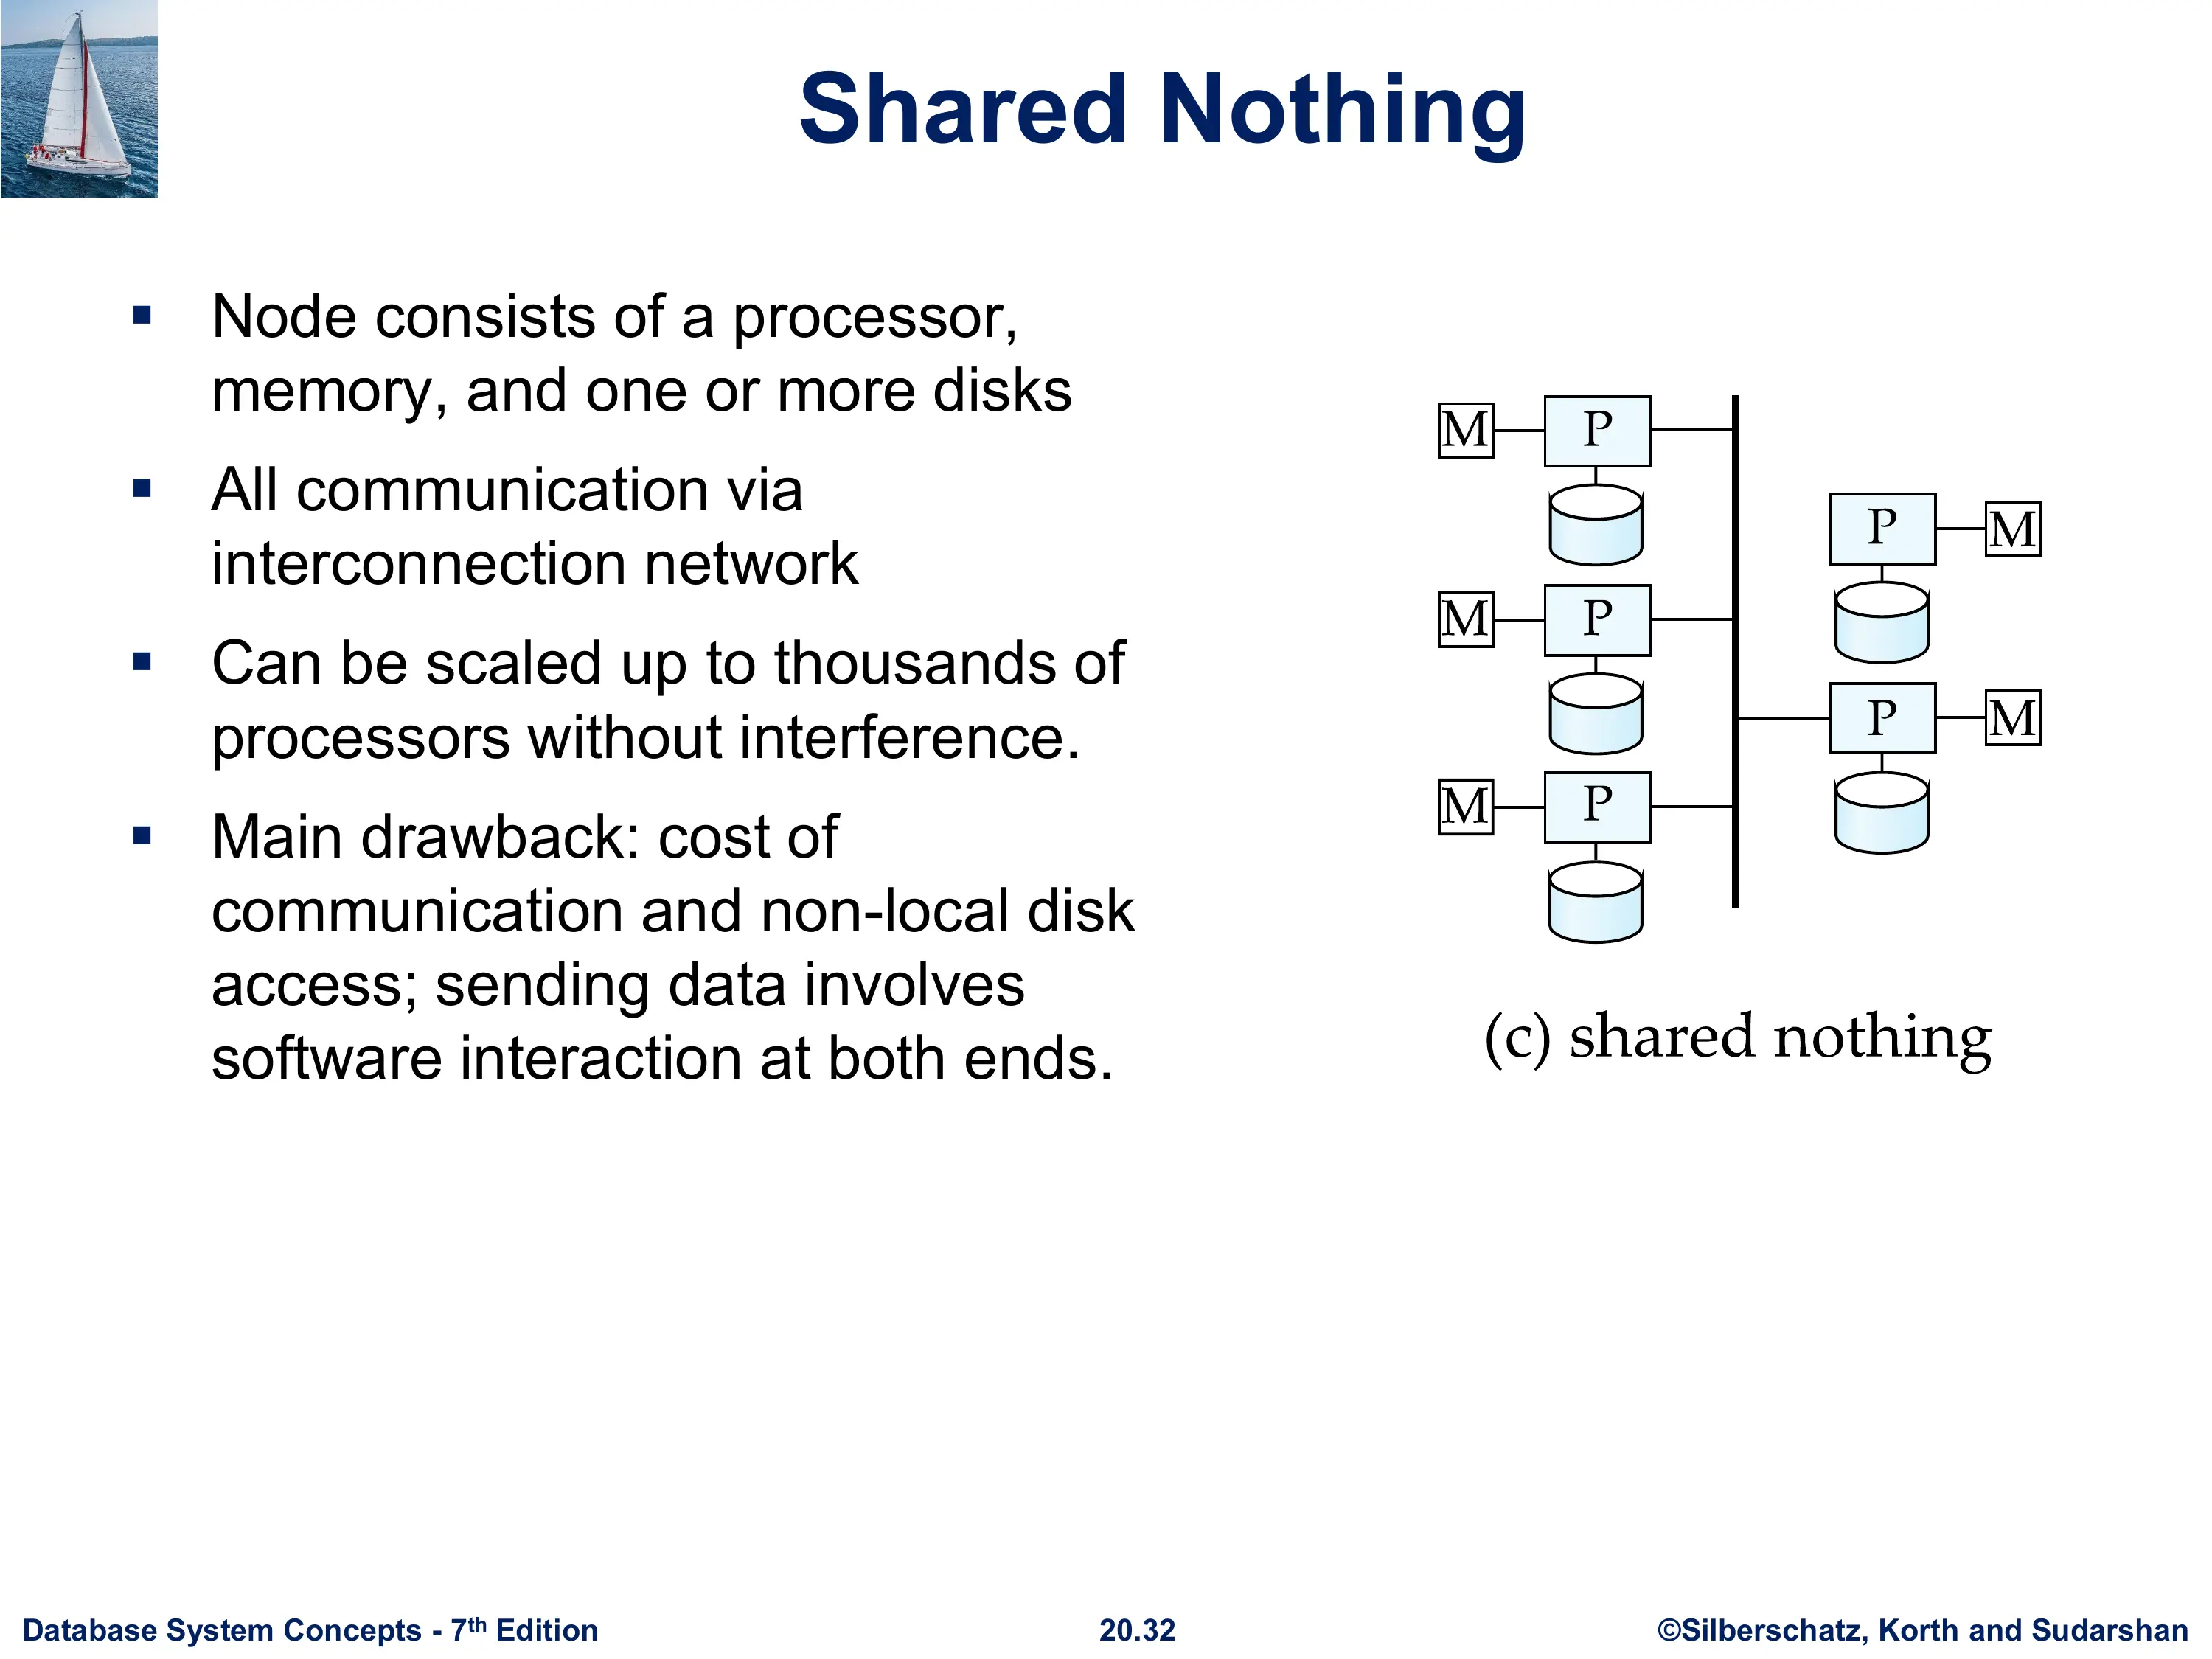 Shared Nothing
▪ Node consists of a processor,
memory, and one or more disks
▪ All communication via
interconnection network
▪ Can be scaled up to thousands of
processors without interference.
▪ Main drawback: cost of
communication and non-local disk
access; sending data involves
software interaction at both ends.
M P
P M
M P
P M
M P
(c) shared nothing
Database System Concepts - 7th Edition
20.32
©Silberschatz, Korth and Sudarshan